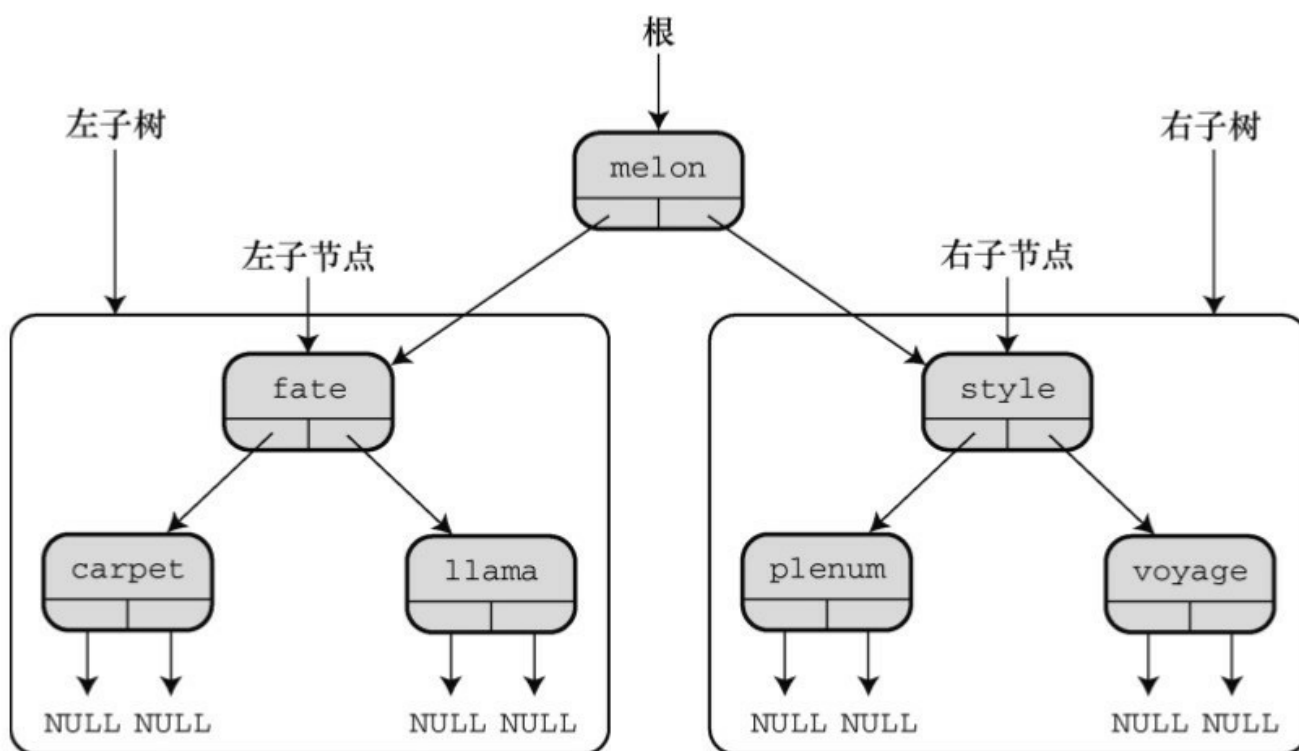 根
左子树
右子树
melon
左子节点
右子节点
fate
style
carpet
llama
plenum
voyage
NULL NULL
NULL NULL
NULL NULL
NULL NULL